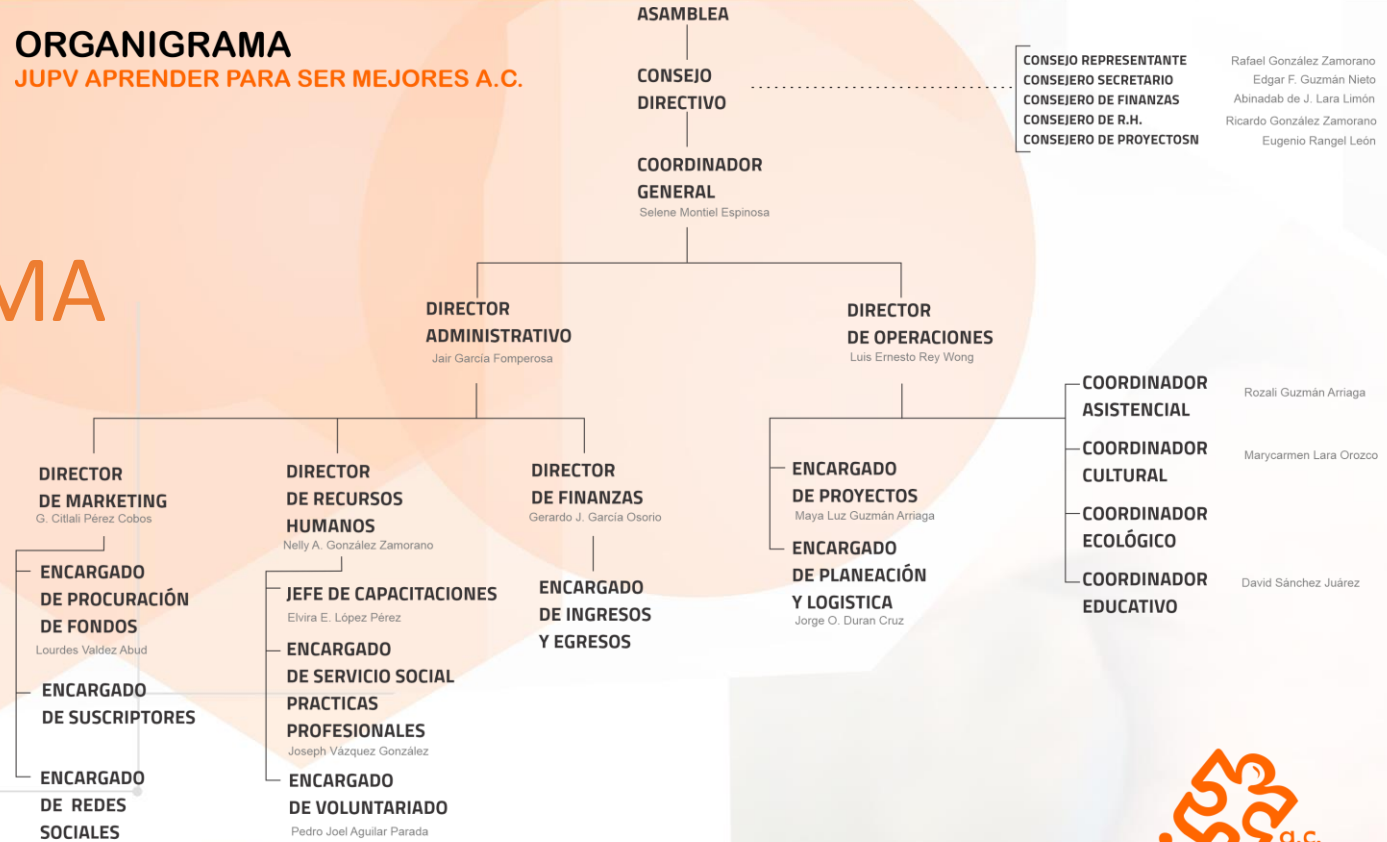 ORGANIGRAMA
JUPV APRENDER PARA SER MEJORES A.C.
MA
ASAMBLEA
CONSEJO
DIRECTIVO
CONSEJO REPRESENTANTE Rafael González Zamorano
CONSEJERO SECRETARIO Edgar F. Guzmán Nieto
CONSEJERO DE FINANZAS Abinadab de J. Lara Limón
CONSEJERO DE R.H. Ricardo González Zamorano
CONSEJERO DE PROYECTOSN Eugenio Rangel León
COORDINADOR
GENERAL
Selene Montiel Espinosa
DIRECTOR
ADMINISTRATIVO
Jair García Fomperosa
DIRECTOR
DE OPERACIONES
Luis Ernesto Rey Wong
DIRECTOR
DE MARKETING
G. Citlali Pérez Cobos
ENCARGADO
DE PROCURACIÓN
DE FONDOS
Lourdes Valdez Abud
ENCARGADO
DE SUSCRIPTORES
ENCARGADO
DE REDES
SOCIALES
DIRECTOR
DE RECURSOS
HUMANOS
Nelly A. González Zamorano
JEFE DE CAPACITACIONES
Elvira E. López Pérez
ENCARGADO
DE SERVICIO SOCIAL
PRACTICAS
PROFESIONALES
Joseph Vázquez González
ENCARGADO
DE VOLUNTARIADO
Pedro Joel Aguilar Parada
DIRECTOR
DE FINANZAS
Gerardo J. García Osorio
ENCARGADO
DE INGRESOS
Y EGRESOS
ENCARGADO
DE PROYECTOS
Maya Luz Guzmán Arriaga
ENCARGADO
DE PLANEACIÓN
Y LOGISTICA
Jorge O. Duran Cruz
COORDINADOR
ASISTENCIAL
Rozali Guzmán Arriaga
COORDINADOR
CULTURAL
Marycarmen Lara Orozco
COORDINADOR
ECOLÓGICO
COORDINADOR
EDUCATIVO
David Sánchez Juárez
a.c.